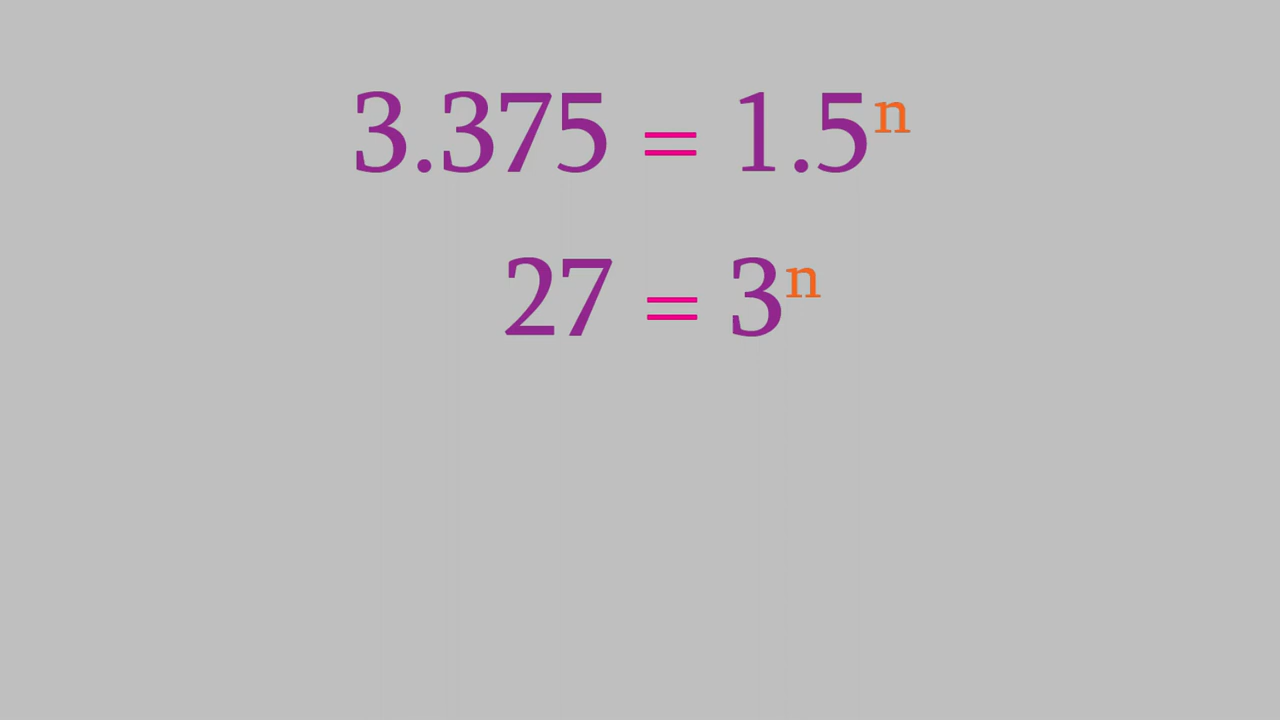 3.375 = 1.5ⁿ
27 = 3ⁿ